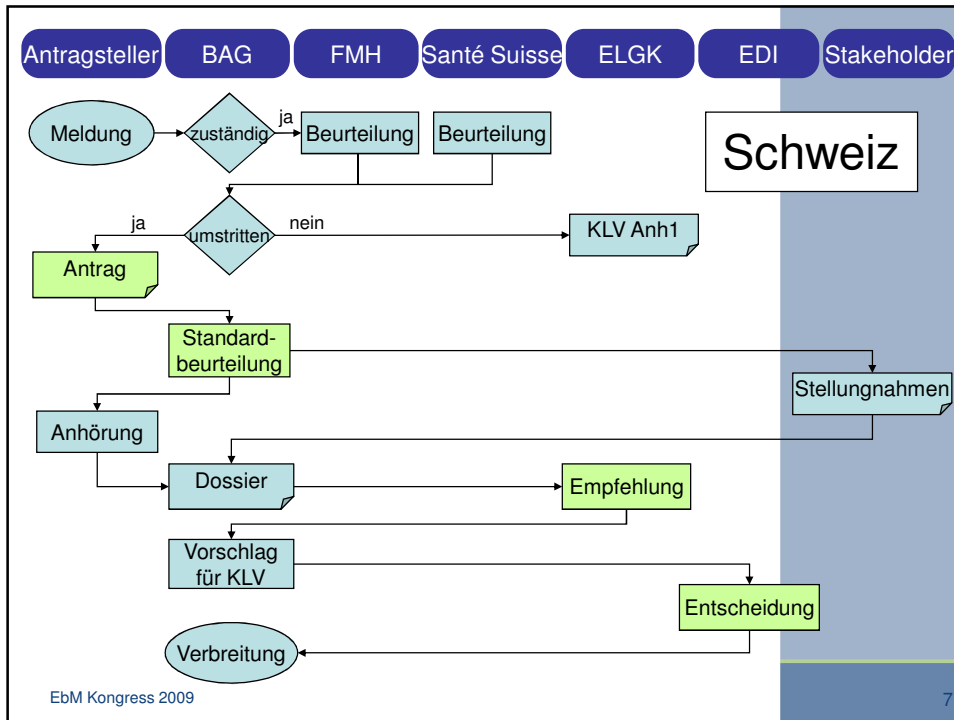 Antragsteller BAG FMH Santé Suisse ELGK EDI Stakeholder
Meldung
zuständig
ja
Beurteilung
Beurteilung
Schweiz
ja
umstritten
nein
KLV Anh1
Antrag
Standard-
beurteilung
Stellungnahmen
Anhörung
Dossier
Empfehlung
Vorschlag
für KLV
Entscheidung
Verbreitung
EbM Kongress 2009
7